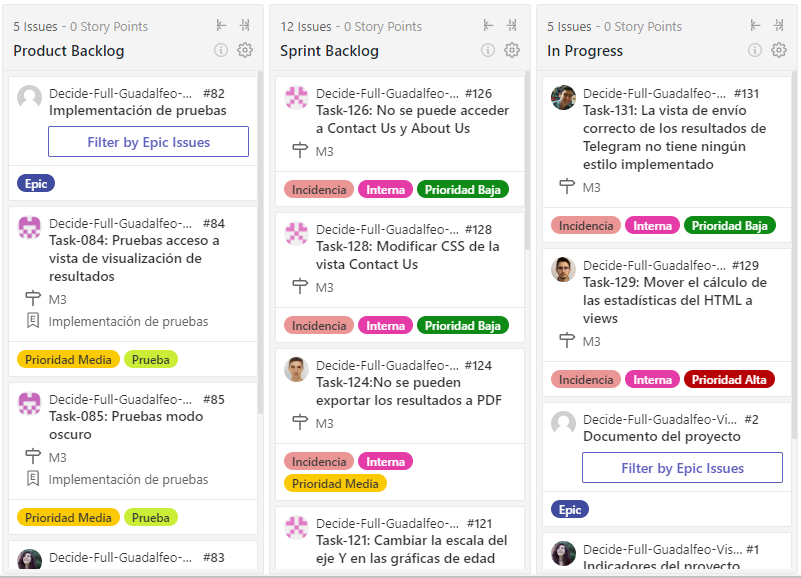 5 Issues - 0 Story Points
Product Backlog
Decide-Full-Guadalfeo-... #82
Implementación de pruebas
Filter by Epic Issues
Epic
Decide-Full-Guadalfeo-... #84
Task-084: Pruebas acceso a
vista de visualización de
resultados
M3
Implementación de pruebas
Prioridad Media
Prueba
Decide-Full-Guadalfeo-... #85
Task-085: Pruebas modo
oscuro
M3
Implementación de pruebas
Prioridad Media
Prueba
Decide-Full-Guadalfeo-... #83
12 Issues - 0 Story Points
Sprint Backlog
Decide-Full-Guadalfeo-... #126
Task-126: No se puede acceder
a Contact Us y About Us
M3
Incidencia
Interna
Prioridad Baja
Decide-Full-Guadalfeo-... #128
Task-128: Modificar CSS de la
vista Contact Us
M3
Incidencia
Interna
Prioridad Baja
Decide-Full-Guadalfeo-... #124
Task-124:No se pueden
exportar los resultados a PDF
M3
Incidencia
Interna
Prioridad Media
Decide-Full-Guadalfeo-... #121
Task-121: Cambiar la escala del
eje Y en las gráficas de edad
5 Issues - 0 Story Points
In Progress
Decide-Full-Guadalfeo-... #131
Task-131: La vista de envío
correcto de los resultados de
Telegram no tiene ningún
estilo implementado
M3
Incidencia
Interna
Prioridad Baja
Decide-Full-Guadalfeo-... #129
Task-129: Mover el cálculo de
las estadísticas del HTML a
views
M3
Incidencia
Interna
Prioridad Alta
Decide-Full-Guadalfeo-Vi... #2
Documento del proyecto
Filter by Epic Issues
Epic
Decide-Full-Guadalfeo-Vis... #1
Indicadores del proyecto